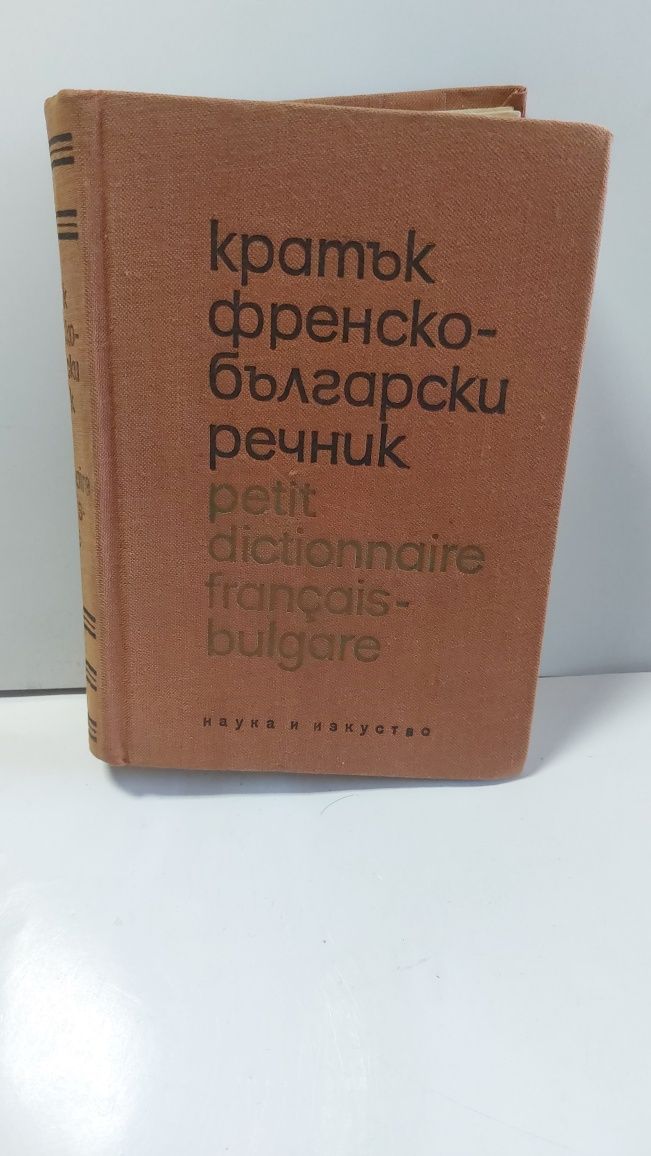 кратък
френско-
български
речник
petit
dictionnaire
français-
bulgare
наука и изкуство